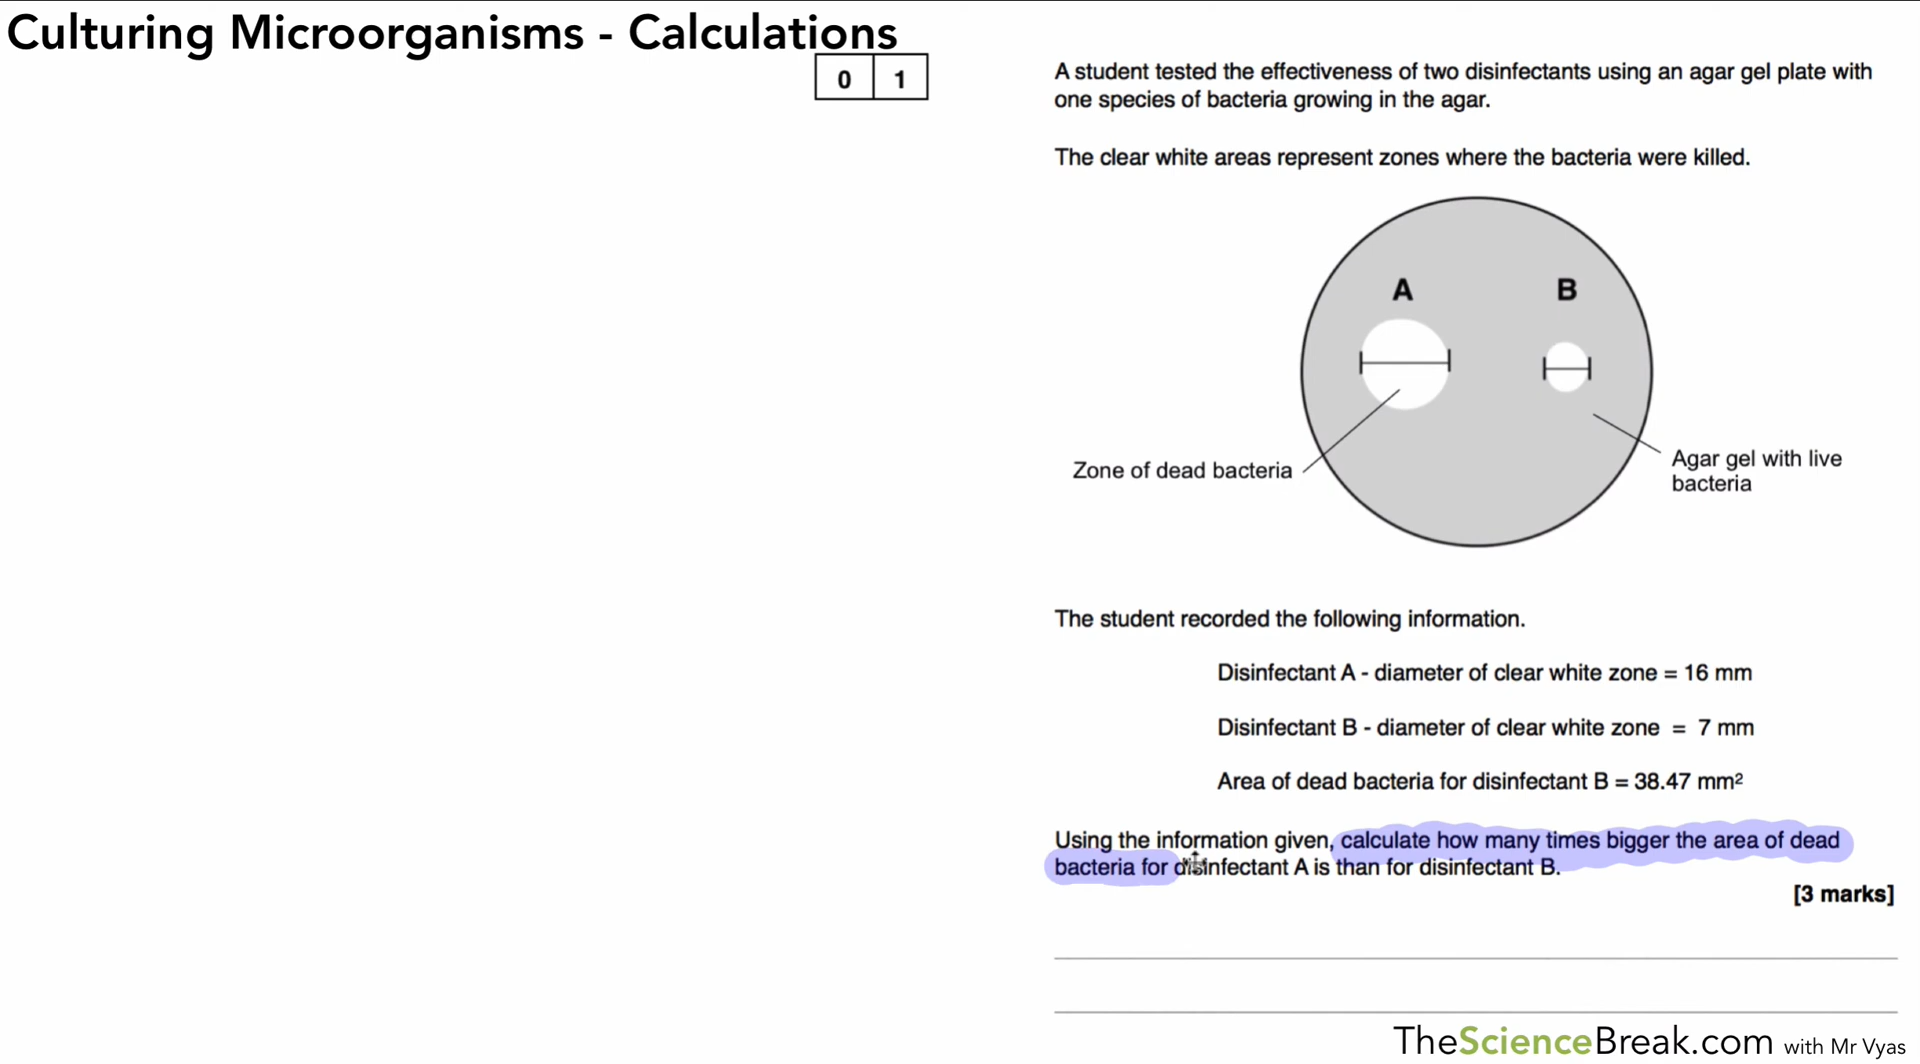 Culturing Microorganisms - Calculations
0 1
A student tested the effectiveness of two disinfectants using an agar gel plate with
one species of bacteria growing in the agar.
The clear white areas represent zones where the bacteria were killed.
A B
Zone of dead bacteria
Agar gel with live
bacteria
The student recorded the following information.
Disinfectant A - diameter of clear white zone = 16 mm
Disinfectant B - diameter of clear white zone = 7 mm
Area of dead bacteria for disinfectant B = 38.47 mm²
Using the information given, calculate how many times bigger the area of dead
bacteria for disinfectant A is than for disinfectant B.
[3 marks]
TheScienceBreak.com with Mr Vyas